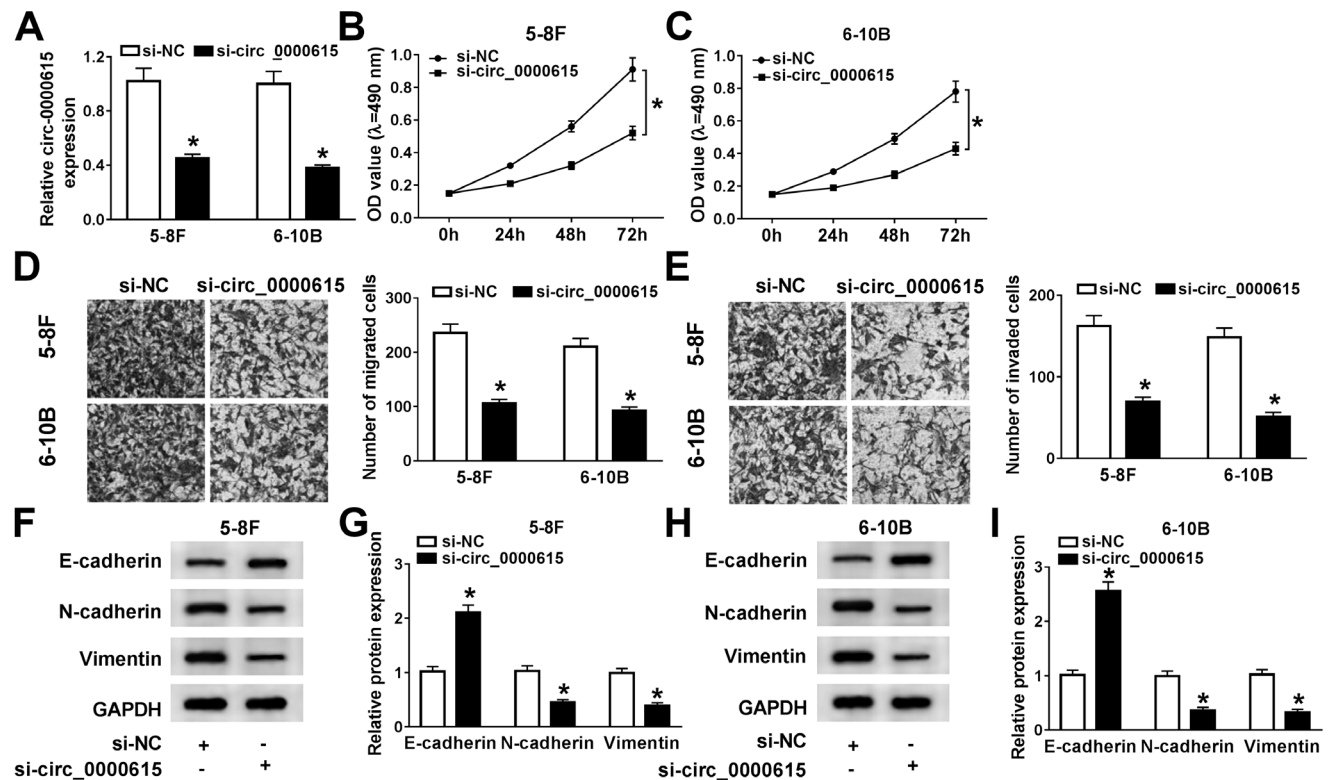 A
si-NC si-circ_0000615
Relative circ-0000615
expression
1.2
0.8
0.4
0.0
*
*
5-8F 6-10B
B
5-8F
si-NC
si-circ_0000615
OD value (λ=490 nm)
1.0
0.8
0.6
0.4
0.2
0.0
*
0h 24h 48h 72h
C
6-10B
si-NC
si-circ_0000615
OD value (λ=490 nm)
1.0
0.8
0.6
0.4
0.2
0.0
*
0h 24h 48h 72h
D
si-NC si-circ_0000615
5-8F
6-10B
si-NC si-circ_0000615
Number of migrated cells
300
200
100
0
*
*
5-8F 6-10B
E
si-NC si-circ_0000615
5-8F
6-10B
si-NC si-circ_0000615
Number of invaded cells
200
100
0
*
*
5-8F 6-10B
F
5-8F
E-cadherin
N-cadherin
Vimentin
GAPDH
si-NC + -
si-circ_0000615 - +
G
5-8F
si-NC
si-circ_0000615
Relative protein expression
3
2
1
0
*
*
*
E-cadherin N-cadherin Vimentin
H
6-10B
E-cadherin
N-cadherin
Vimentin
GAPDH
si-NC + -
si-circ_0000615 - +
I
6-10B
si-NC
si-circ_0000615
Relative protein expression
3
2
1
0
*
*
*
E-cadherin N-cadherin Vimentin